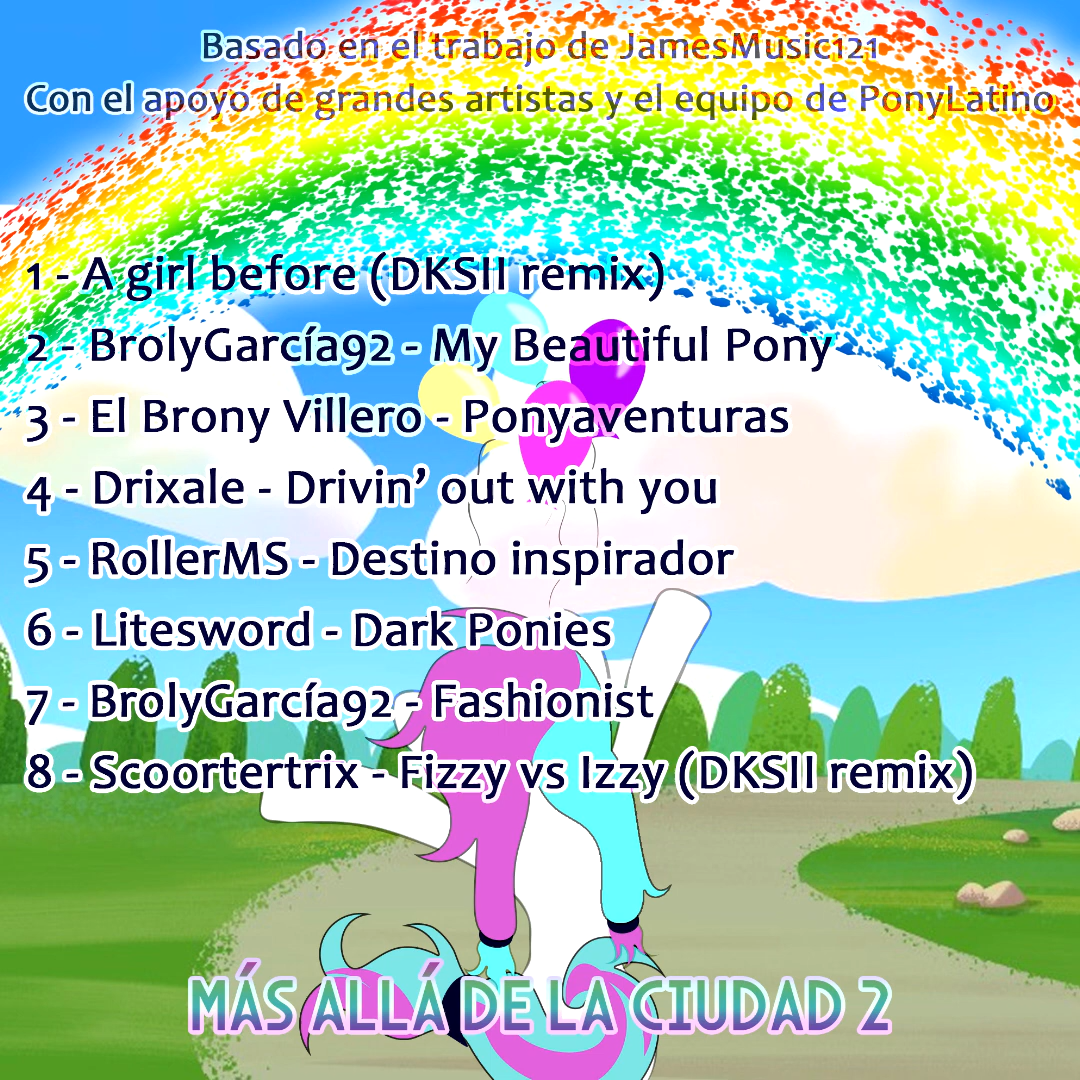 Basado en el trabajo de JamesMusic121
Con el apoyo de grandes artistas y el equipo de PonyLatino
1 - A girl before (DKSII remix)
2 - BrolyGarcía92 - My Beautiful Pony
3 - El Brony Villero - Ponyaventuras
4 - Drixale - Drivin’ out with you
5 - RollerMS - Destino inspirador
6 - Litesword - Dark Ponies
7 - BrolyGarcía92 - Fashionist
8 - Scoortertrix - Fizzy vs Izzy (DKSII remix)
MÁS ALLÁ DE LA CIUDAD 2